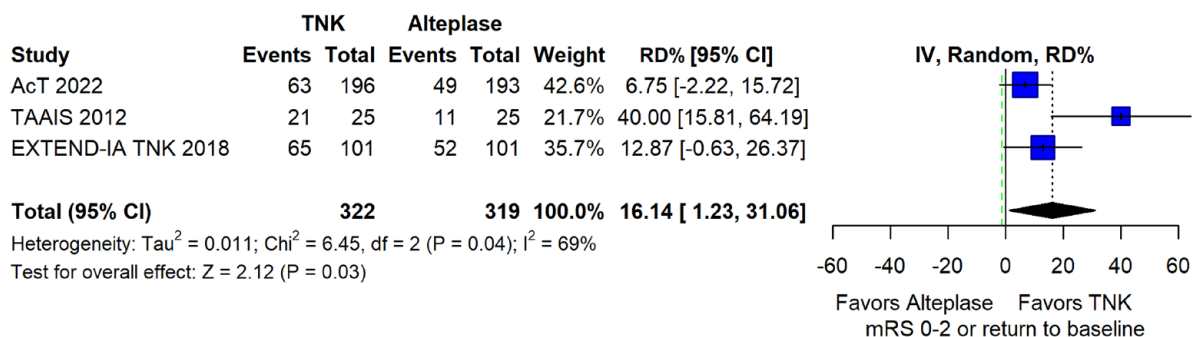 TNK Alteplase
Study Events Total Events Total Weight RD% [95% CI] IV, Random, RD%
AcT 2022 63 196 49 193 42.6% 6.75 [-2.22, 15.72]
TAAIS 2012 21 25 11 25 21.7% 40.00 [15.81, 64.19]
EXTEND-IA TNK 2018 65 101 52 101 35.7% 12.87 [-0.63, 26.37]
Total (95% CI) 322 319 100.0% 16.14 [ 1.23, 31.06]
Heterogeneity: Tau² = 0.011; Chi² = 6.45, df = 2 (P = 0.04); I² = 69%
Test for overall effect: Z = 2.12 (P = 0.03)
-60 -40 -20 0 20 40 60
Favors Alteplase Favors TNK
mRS 0-2 or return to baseline